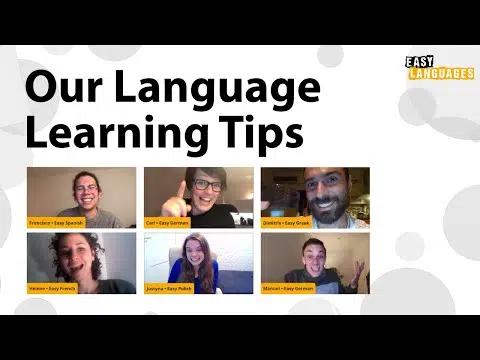 EASY
LANGUAGES
Our Language
Learning Tips
Francisco • Easy Spanish
Cari • Easy German
Dimitris • Easy Greek
Helene • Easy French
Justyna • Easy Polish
Manuel • Easy German